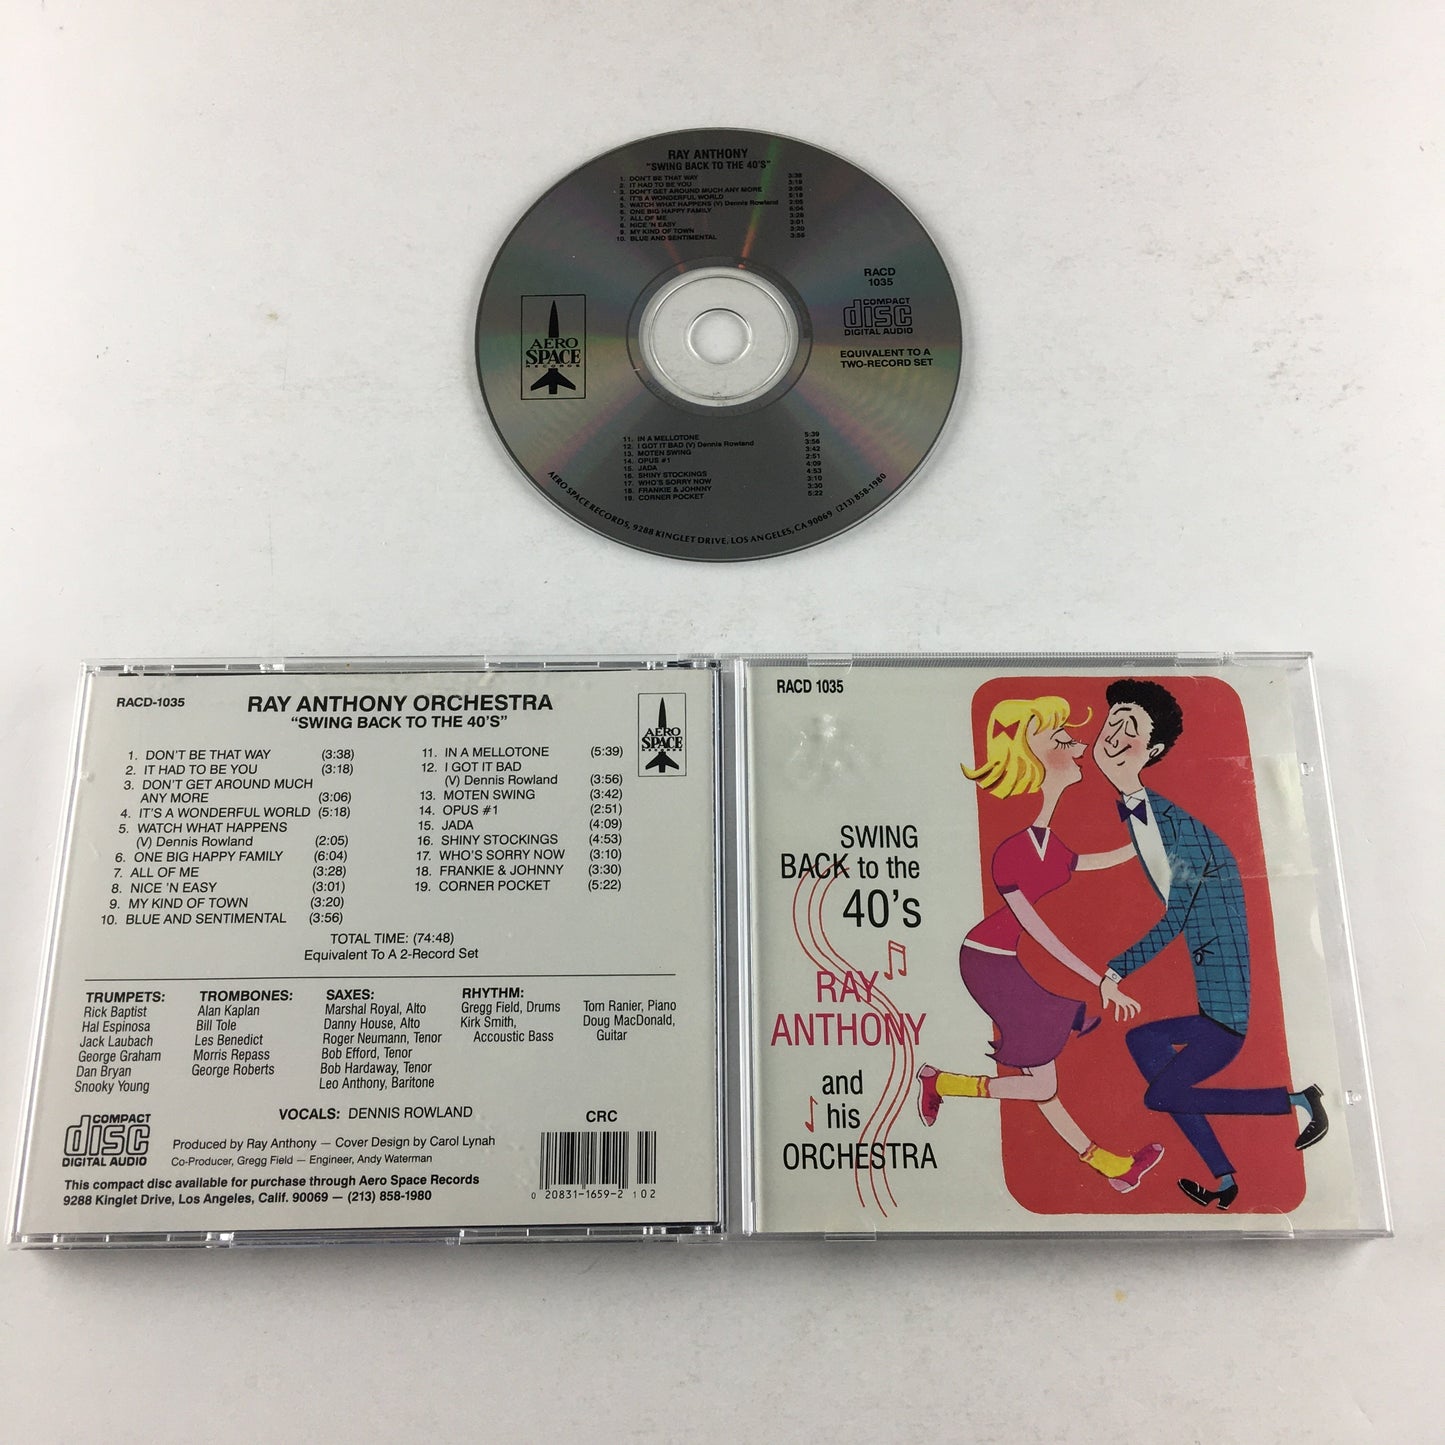 RAY ANTHONY
"SWING BACK TO THE 40'S"
1. DON'T BE THAT WAY 3:38
2. IT HAD TO BE YOU 3:18
3. DON'T GET AROUND MUCH ANY MORE 3:06
4. IT'S A WONDERFUL WORLD 5:18
5. WATCH WHAT HAPPENS (V) Dennis Rowland 2:05
6. ONE BIG HAPPY FAMILY 6:04
7. ALL OF ME 3:28
8. NICE 'N EASY 3:01
9. MY KIND OF TOWN 3:20
10. BLUE AND SENTIMENTAL 3:56
RACD
1035
COMPACT
disc
DIGITAL AUDIO
EQUIVALENT TO A
TWO-RECORD SET
AERO
SPACE
RECORDS
11. IN A MELLOTONE 5:39
12. I GOT IT BAD (V) Dennis Rowland 3:56
13. MOTEN SWING 3:42
14. OPUS #1 2:51
15. JADA 4:09
16. SHINY STOCKINGS 4:53
17. WHO'S SORRY NOW 3:10
18. FRANKIE & JOHNNY 3:30
19. CORNER POCKET 5:22
AERO SPACE RECORDS, 9288 KINGLET DRIVE, LOS ANGELES, CA 90069 (213) 858-1980
RACD-1035
RAY ANTHONY ORCHESTRA
"SWING BACK TO THE 40'S"
AERO
SPACE
RECORDS
1. DON'T BE THAT WAY (3:38)
2. IT HAD TO BE YOU (3:18)
3. DON'T GET AROUND MUCH
ANY MORE (3:06)
4. IT'S A WONDERFUL WORLD (5:18)
5. WATCH WHAT HAPPENS
(V) Dennis Rowland (2:05)
6. ONE BIG HAPPY FAMILY (6:04)
7. ALL OF ME (3:28)
8. NICE 'N EASY (3:01)
9. MY KIND OF TOWN (3:20)
10. BLUE AND SENTIMENTAL (3:56)
11. IN A MELLOTONE (5:39)
12. I GOT IT BAD
(V) Dennis Rowland (3:56)
13. MOTEN SWING (3:42)
14. OPUS #1 (2:51)
15. JADA (4:09)
16. SHINY STOCKINGS (4:53)
17. WHO'S SORRY NOW (3:10)
18. FRANKIE & JOHNNY (3:30)
19. CORNER POCKET (5:22)
TOTAL TIME: (74:48)
Equivalent To A 2-Record Set
TRUMPETS:
Rick Baptist
Hal Espinosa
Jack Laubach
George Graham
Dan Bryan
Snooky Young
TROMBONES:
Alan Kaplan
Bill Tole
Les Benedict
Morris Repass
George Roberts
SAXES:
Marshal Royal, Alto
Danny House, Alto
Roger Neumann, Tenor
Bob Efford, Tenor
Bob Hardaway, Tenor
Leo Anthony, Baritone
RHYTHM:
Gregg Field, Drums
Kirk Smith,
Accoustic Bass
Tom Ranier, Piano
Doug MacDonald,
Guitar
VOCALS: DENNIS ROWLAND
CRC
COMPACT
disc
DIGITAL AUDIO
Produced by Ray Anthony — Cover Design by Carol Lynah
Co-Producer, Gregg Field — Engineer, Andy Waterman
This compact disc available for purchase through Aero Space Records
9288 Kinglet Drive, Los Angeles, Calif. 90069 — (213) 858-1980
0 20831-1659-2 102
RACD 1035
SWING
BACK to the
40's
RAY
ANTHONY
and
his
ORCHESTRA